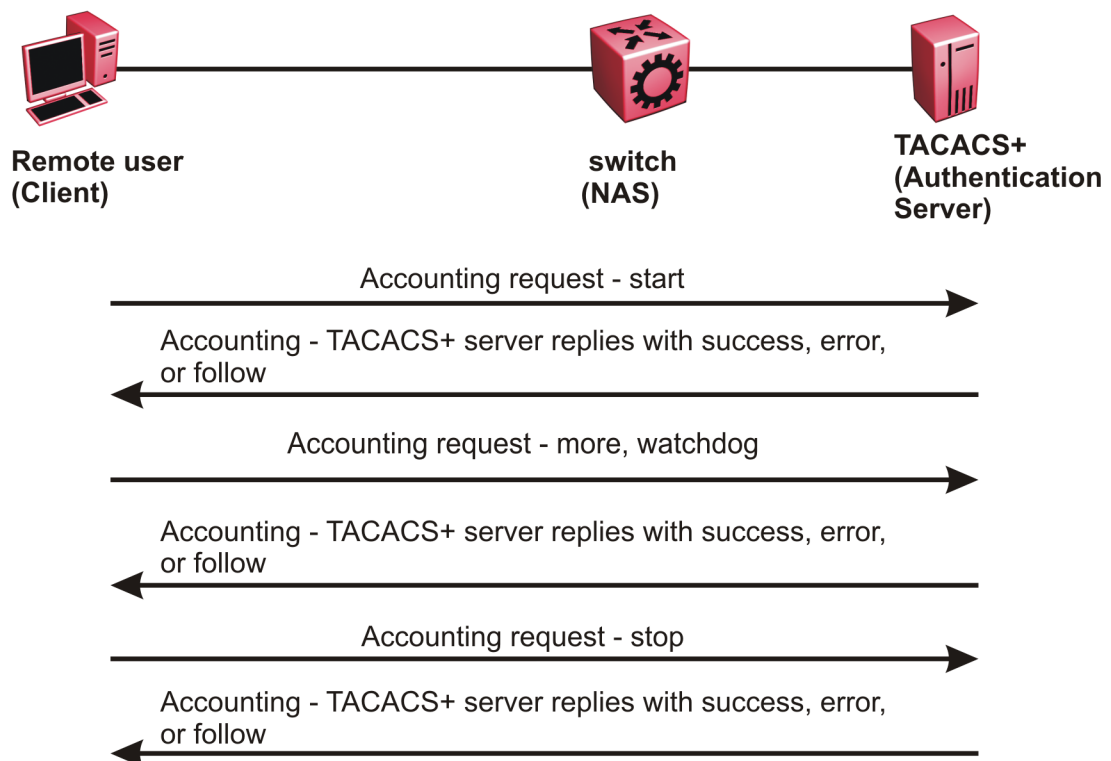 Remote user
(Client)
switch
(NAS)
TACACS+
(Authentication
Server)
Accounting request - start
Accounting - TACACS+ server replies with success, error,
or follow
Accounting request - more, watchdog
Accounting - TACACS+ server replies with success, error,
or follow
Accounting request - stop
Accounting - TACACS+ server replies with success, error,
or follow